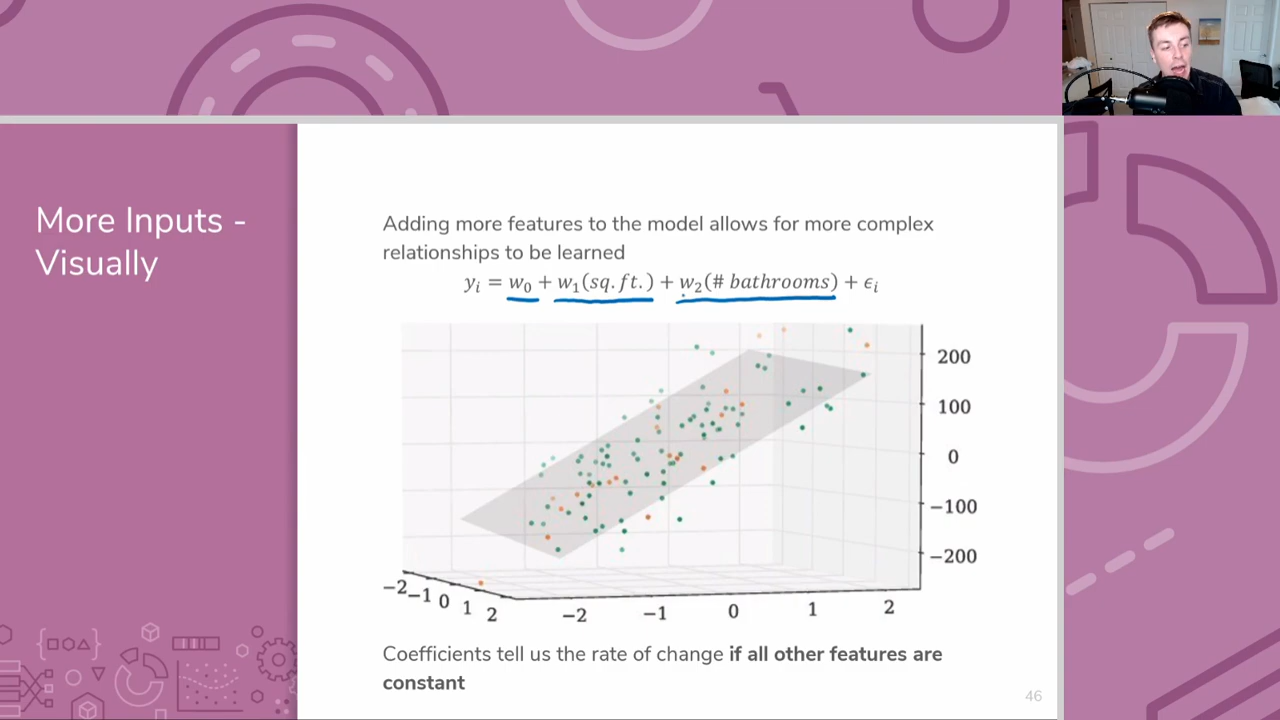 More Inputs -
Visually
Adding more features to the model allows for more complex
relationships to be learned
yᵢ = w₀ + w₁(sq. ft.) + w₂(# bathrooms) + ϵᵢ
200
100
0
−100
−200
−2 −1 0 1 2
−2 −1 0 1 2
Coefficients tell us the rate of change if all other features are
constant
46